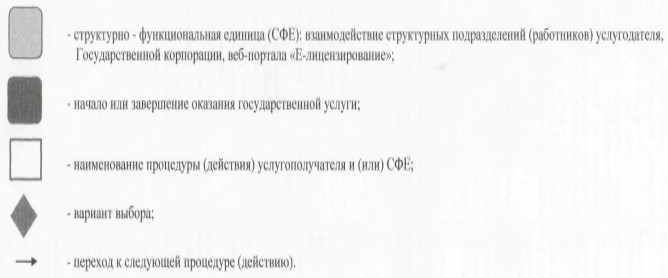 - структурно - функциональная единица (СФЕ): взаимодействие структурных подразделений (работников) услугодателя,
Государственной корпорации, веб-портала «Е-лицензирование»;
- начало или завершение оказания государственной услуги;
- наименование процедуры (действия) услугополучателя и (или) СФЕ;
- вариант выбора;
- переход к следующей процедуре (действию).